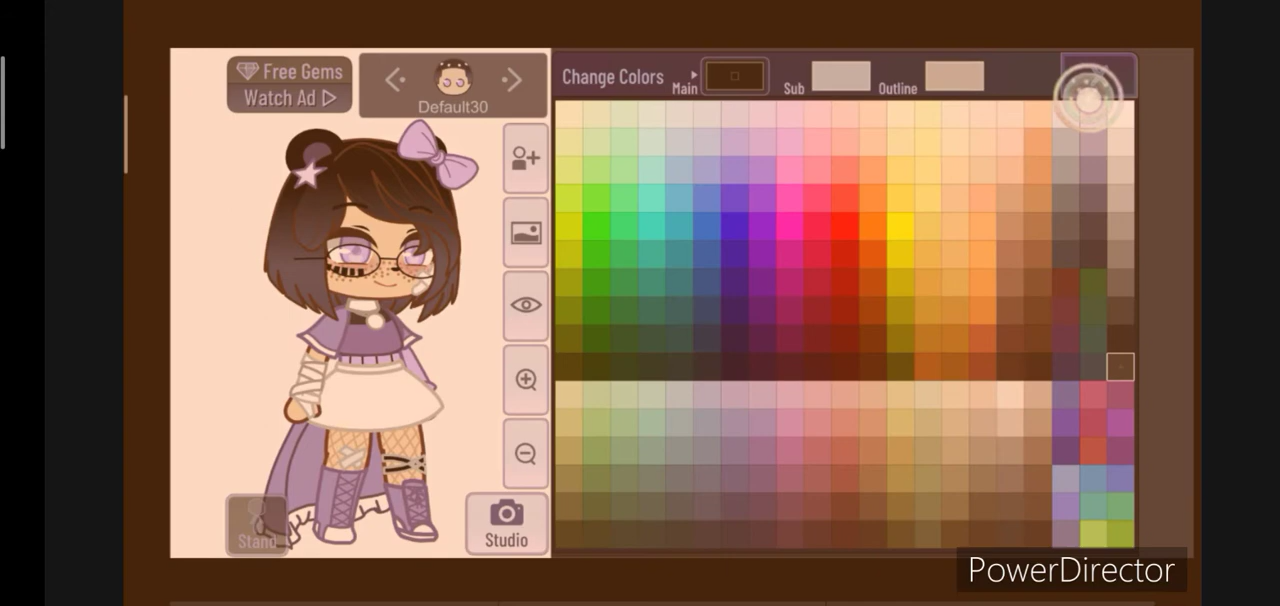 Free Gems
Watch Ad
Default30
Change Colors
Main
Sub
Outline
Stand
Studio
PowerDirector